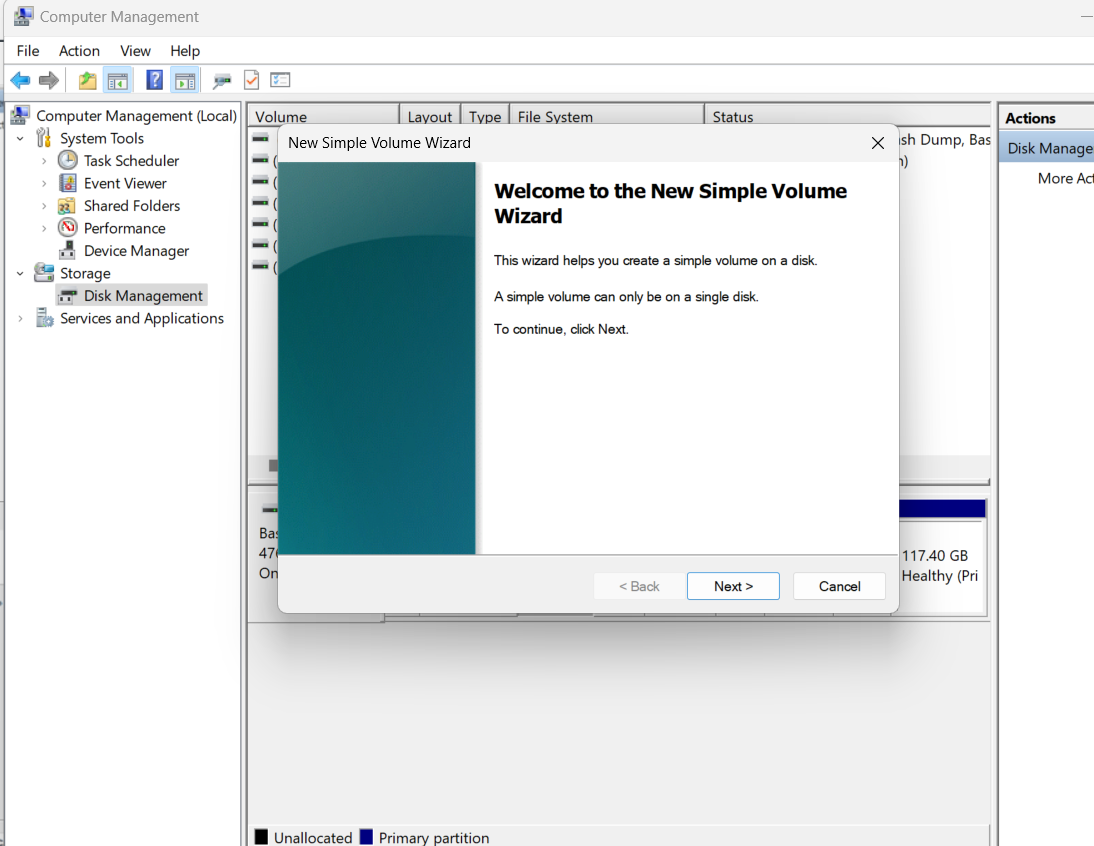 Computer Management
File Action View Help
Computer Management (Local)
System Tools
Task Scheduler
Event Viewer
Shared Folders
Performance
Device Manager
Storage
Disk Management
Services and Applications
Volume Layout Type File System Status
Dump, Bas
New Simple Volume Wizard
Welcome to the New Simple Volume
Wizard
This wizard helps you create a simple volume on a disk.
A simple volume can only be on a single disk.
To continue, click Next.
< Back Next > Cancel
Bas
On
117.40 GB
Healthy (Pri
Unallocated Primary partition
Actions
Disk Manage
More Act